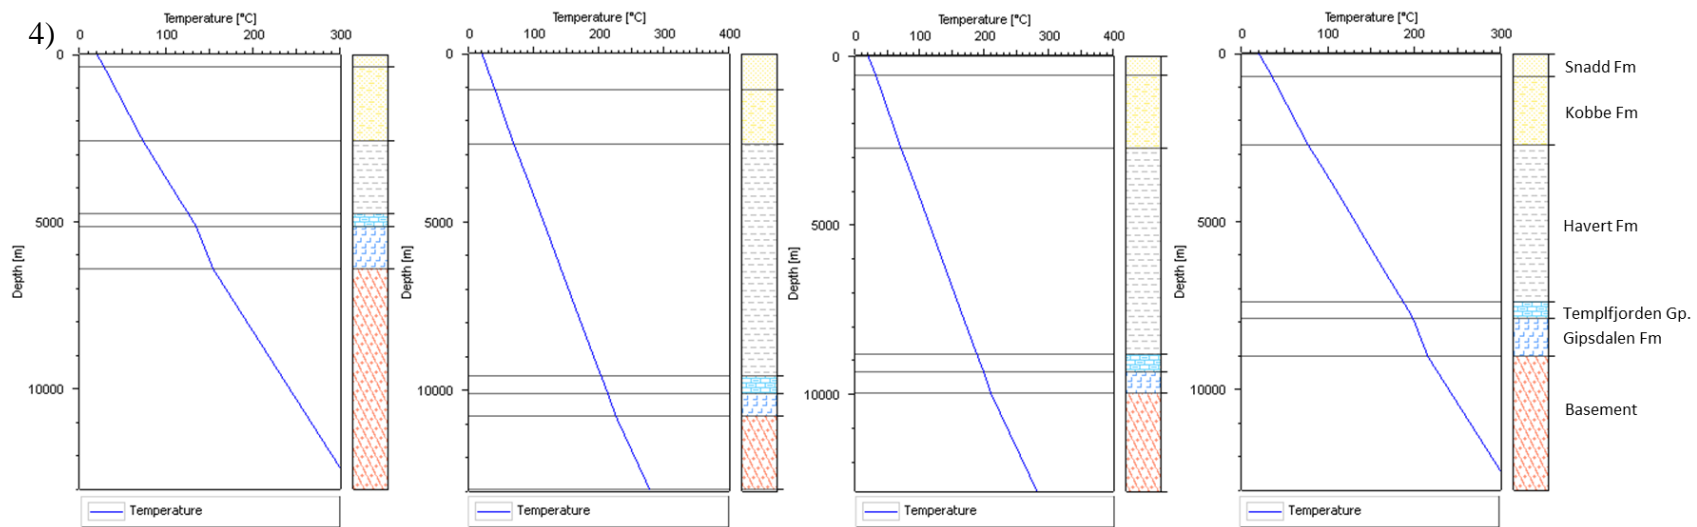 4)
Temperature [°C]
0 100 200 300
0
5000
10000
Depth [m]
Temperature
Temperature [°C]
0 100 200 300 400
0
5000
10000
Depth [m]
Temperature
Temperature [°C]
0 100 200 300 400
0
5000
10000
Depth [m]
Temperature
Temperature [°C]
0 100 200 300
0
5000
10000
Depth [m]
Temperature
Snadd Fm
Kobbe Fm
Havert Fm
Templfjorden Gp.
Gipsdalen Fm
Basement